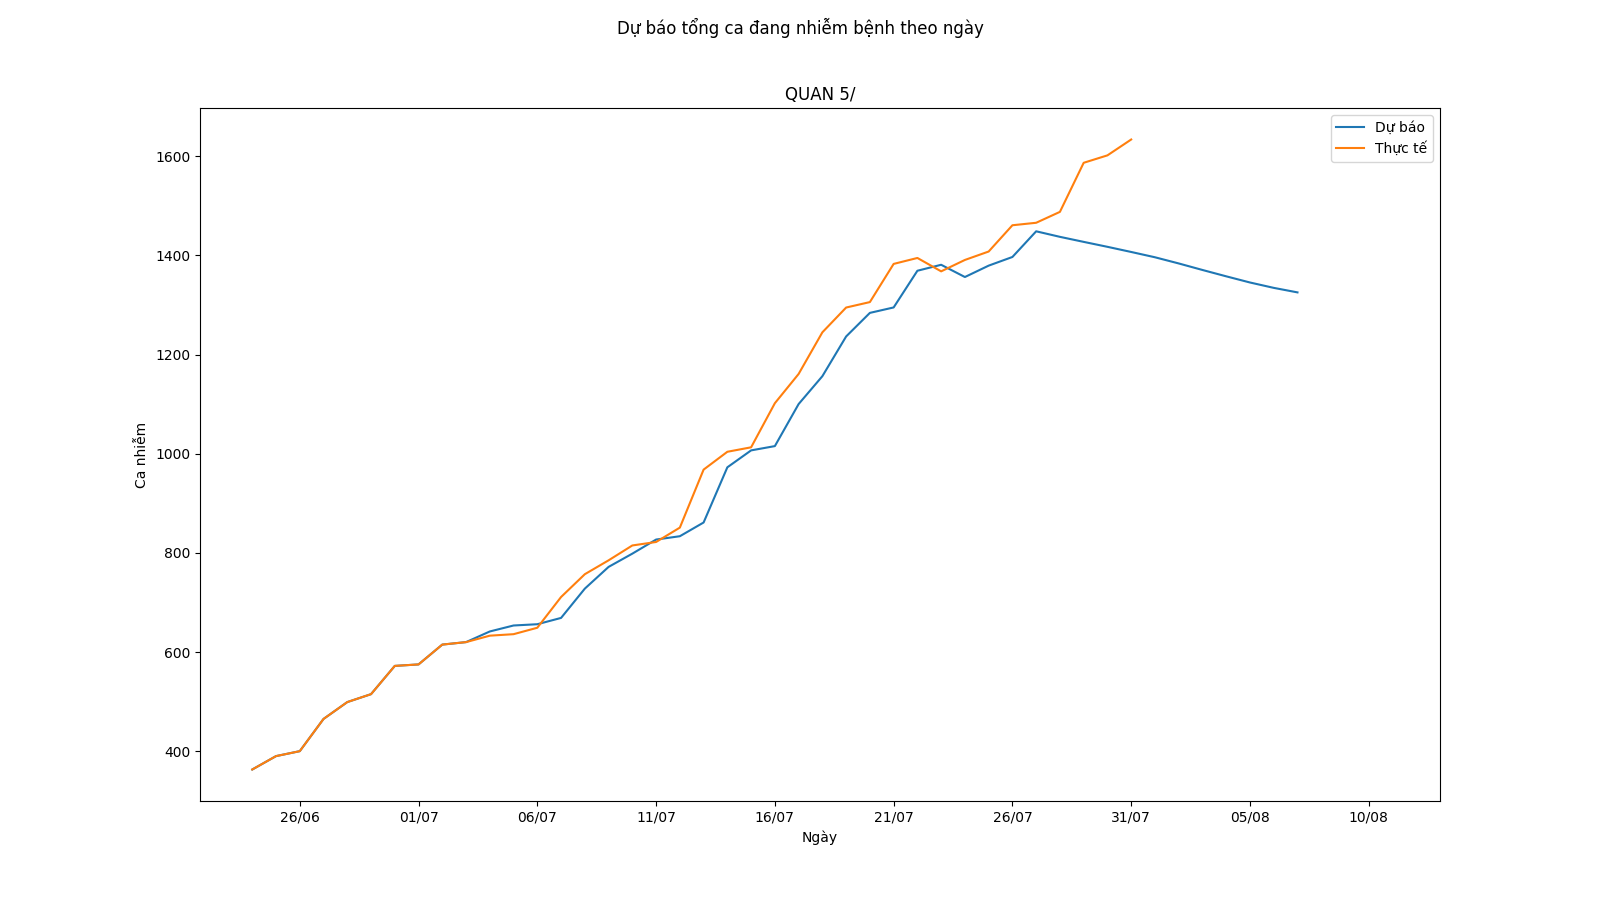 Dự báo tổng ca đang nhiễm bệnh theo ngày
QUAN 5/
Dự báo
Thực tế
1600
1400
1200
1000
800
600
400
Ca nhiễm
26/06
01/07
06/07
11/07
16/07
21/07
26/07
31/07
05/08
10/08
Ngày